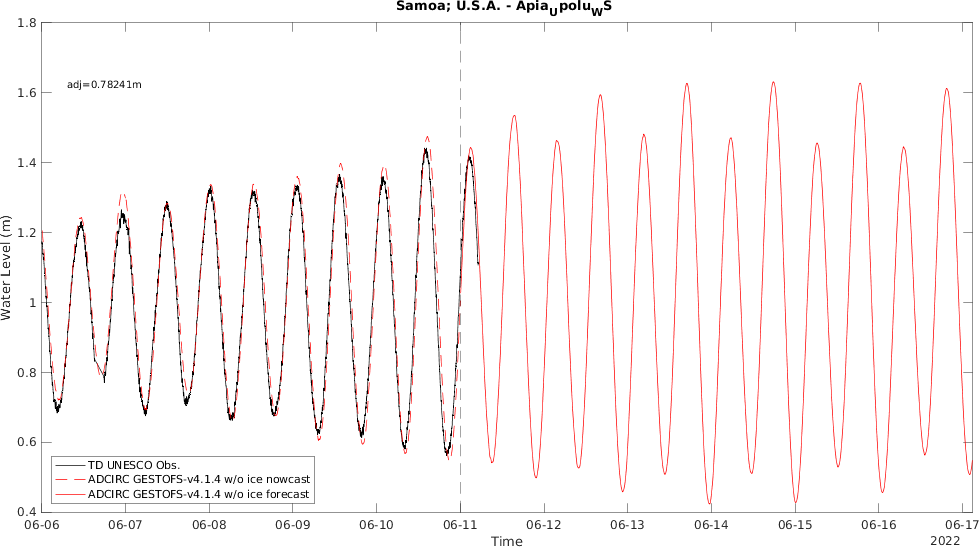 Samoa; U.S.A. - ApiaUpoluWS
1.8
adj=0.78241m
1.6
1.4
1.2
1
0.8
0.6
0.4
Water Level (m)
TD UNESCO Obs.
ADCIRC GESTOFS-v4.1.4 w/o ice nowcast
ADCIRC GESTOFS-v4.1.4 w/o ice forecast
06-06 06-07 06-08 06-09 06-10 06-11 06-12 06-13 06-14 06-15 06-16 06-17
Time
2022